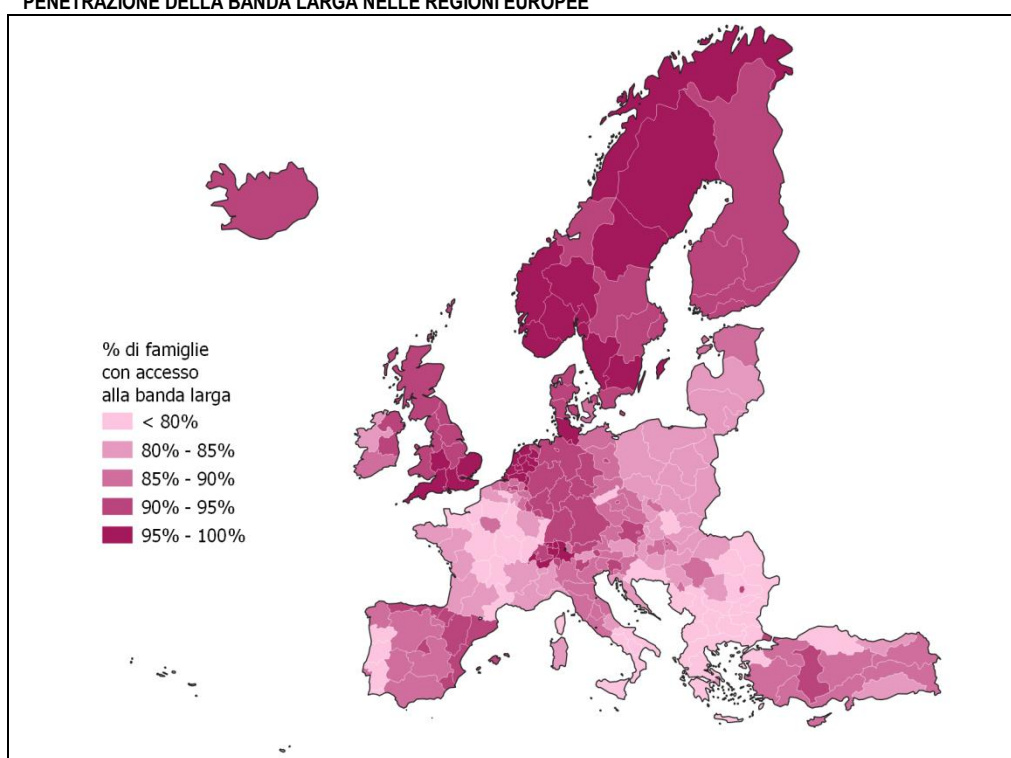 PENETRAZIONE DELLA BANDA LARGA NELLE REGIONI EUROPEE
% di famiglie
con accesso
alla banda larga
< 80%
80% - 85%
85% - 90%
90% - 95%
95% - 100%